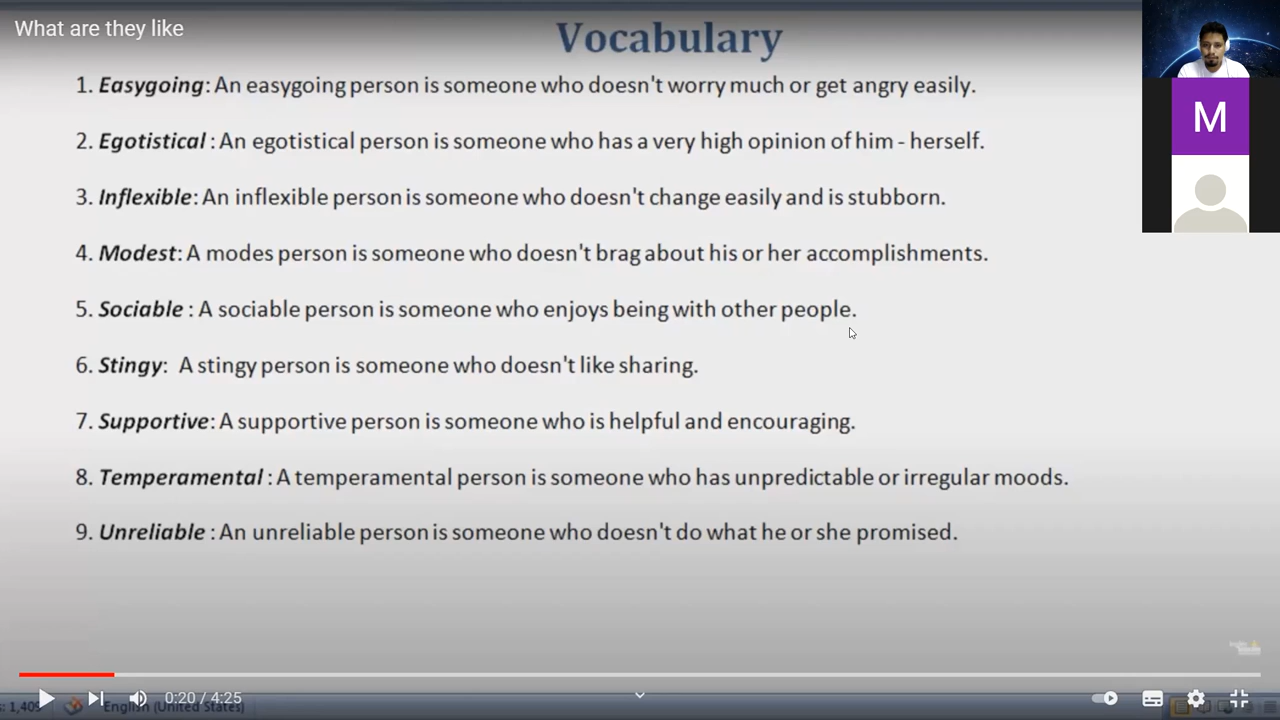 What are they like
Vocabulary
1. Easygoing: An easygoing person is someone who doesn't worry much or get angry easily.
2. Egotistical : An egotistical person is someone who has a very high opinion of him - herself.
3. Inflexible: An inflexible person is someone who doesn't change easily and is stubborn.
4. Modest: A modes person is someone who doesn't brag about his or her accomplishments.
5. Sociable : A sociable person is someone who enjoys being with other people.
6. Stingy: A stingy person is someone who doesn't like sharing.
7. Supportive: A supportive person is someone who is helpful and encouraging.
8. Temperamental : A temperamental person is someone who has unpredictable or irregular moods.
9. Unreliable : An unreliable person is someone who doesn't do what he or she promised.
M
0:20 / 4:25
English (United States)